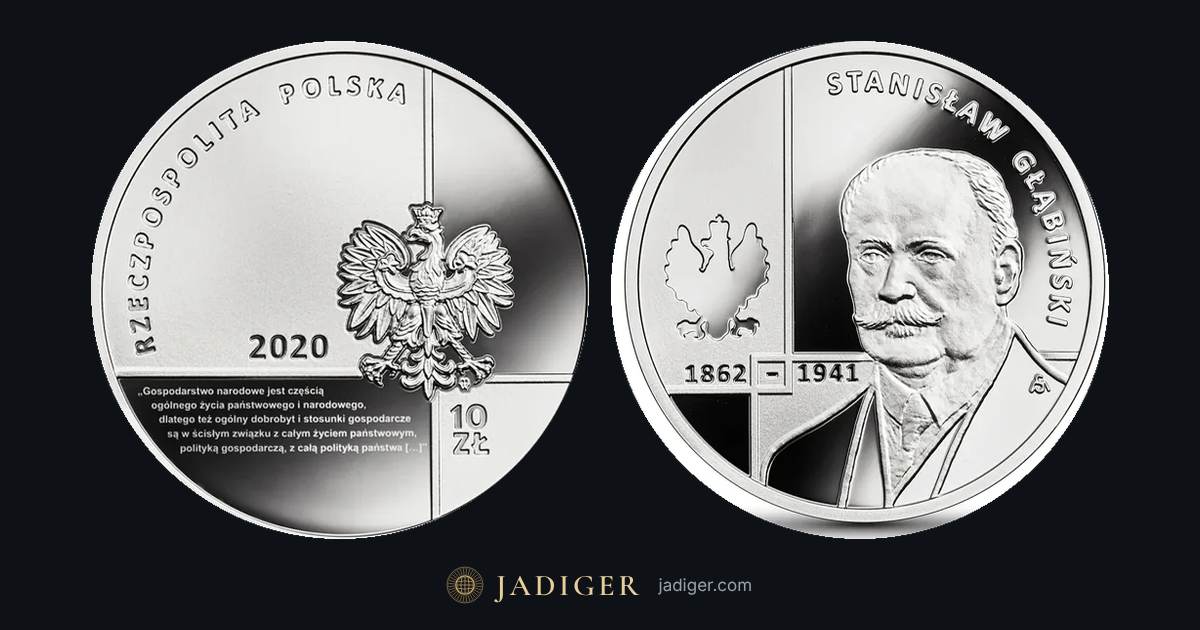 RZECZPOSPOLITA POLSKA
2020
„Gospodarstwo narodowe jest częścią
ogólnego życia państwowego i narodowego,
dlatego też ogólny dobrobyt i stosunki gospodarcze
są w ścisłym związku z całym życiem państwowym,
polityką gospodarczą, z całą polityką państwa [...]”
10
ZŁ
STANISŁAW GŁĄBIŃSKI
1862 - 1941
JADIGER
jadiger.com